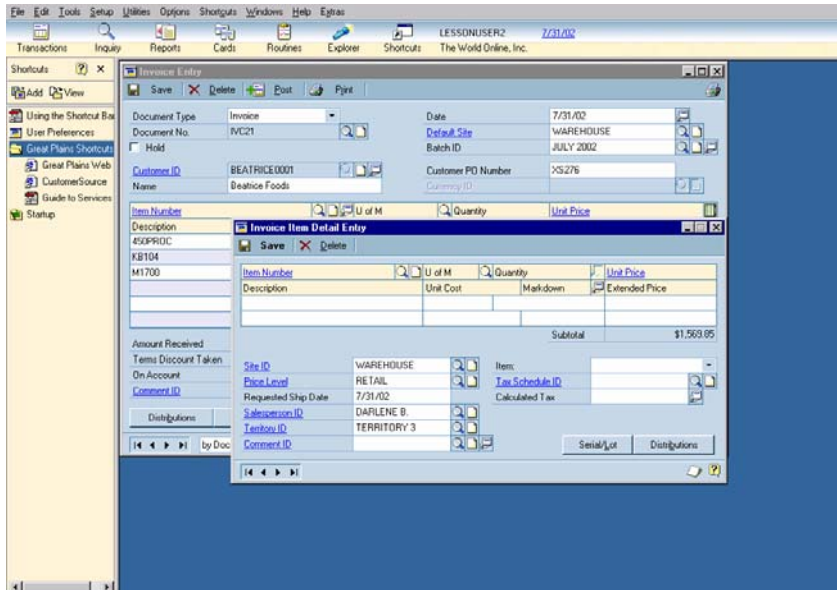 File Edit Tools Setup Utilities Options Shortcuts Windows Help Extras
LESSONUSER2 7/31/02
Transactions Inquiry Reports Cards Routines Explorer Shortcuts The World Online, Inc.
Shortcuts
Add View
Using the Shortcut Bar
User Preferences
Great Plains Shortcuts
Great Plains Web
CustomerSource
Guide to Services
Startup
Invoice Entry
Save Delete Post Print
Document Type Invoice Date 7/31/02
Document No. IVC21 Default Site WAREHOUSE
Hold Batch ID JULY 2002
Customer ID BEATRICE0001 Customer PO Number XS276
Name Beatrice Foods Currency ID
Item Number U of M Quantity Unit Price
Description
450PROC
KB104
M1700
Amount Received
Terms Discount Taken
On Account
Comment ID
Distributions
by Doc
Invoice Item Detail Entry
Save Delete
Item Number U of M Quantity Unit Price
Description Unit Cost Markdown Extended Price
Subtotal $1,569.85
Site ID WAREHOUSE Item:
Price Level RETAIL Tax Schedule ID
Requested Ship Date 7/31/02 Calculated Tax
Salesperson ID DARLENE B.
Territory ID TERRITORY 3
Comment ID Serial/Lot Distributions